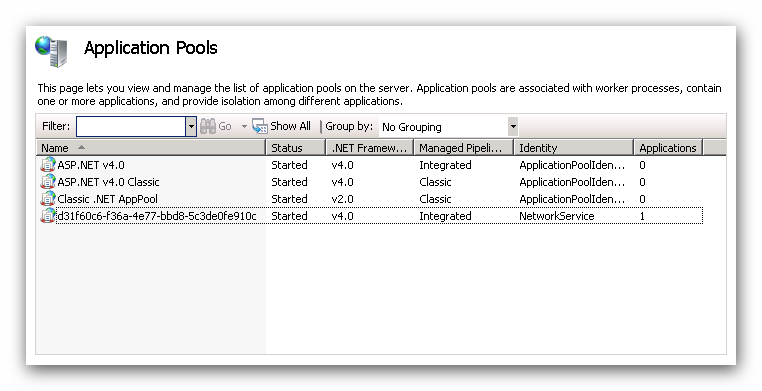 Application Pools
This page lets you view and manage the list of application pools on the server. Application pools are associated with worker processes, contain
one or more applications, and provide isolation among different applications.
Filter: Go Show All Group by: No Grouping
Name Status .NET Framew... Managed Pipeli... Identity Applications
ASP.NET v4.0 Started v4.0 Integrated ApplicationPoolIden... 0
ASP.NET v4.0 Classic Started v4.0 Classic ApplicationPoolIden... 0
Classic .NET AppPool Started v2.0 Classic ApplicationPoolIden... 0
d31f60c6-f36a-4e77-bbd8-5c3de0fe910c Started v4.0 Integrated NetworkService 1